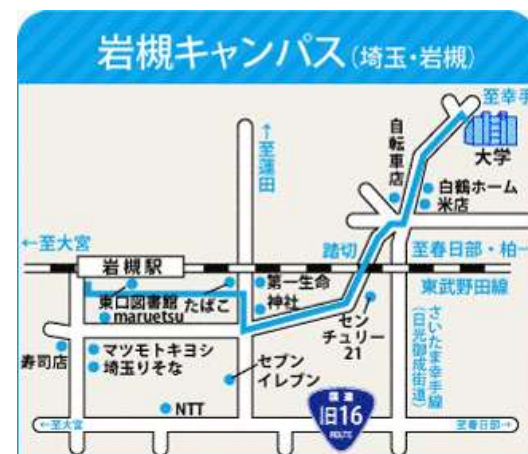 岩槻キャンパス(埼玉・岩槻)
至幸手
大学
自転車店
↑至蓮田
白鶴ホーム
米店
←至大宮
岩槻駅
踏切
至春日部・柏→
東武野田線
東口図書館
たばこ
第一生命
神社
maruetsu
センチュリー21
さいたま幸手線
(日光御成街道)
寿司店
マツモトキヨシ
埼玉りそな
セブン
イレブン
NTT
国道
旧16
ROUTE
←至大宮
至春日部→